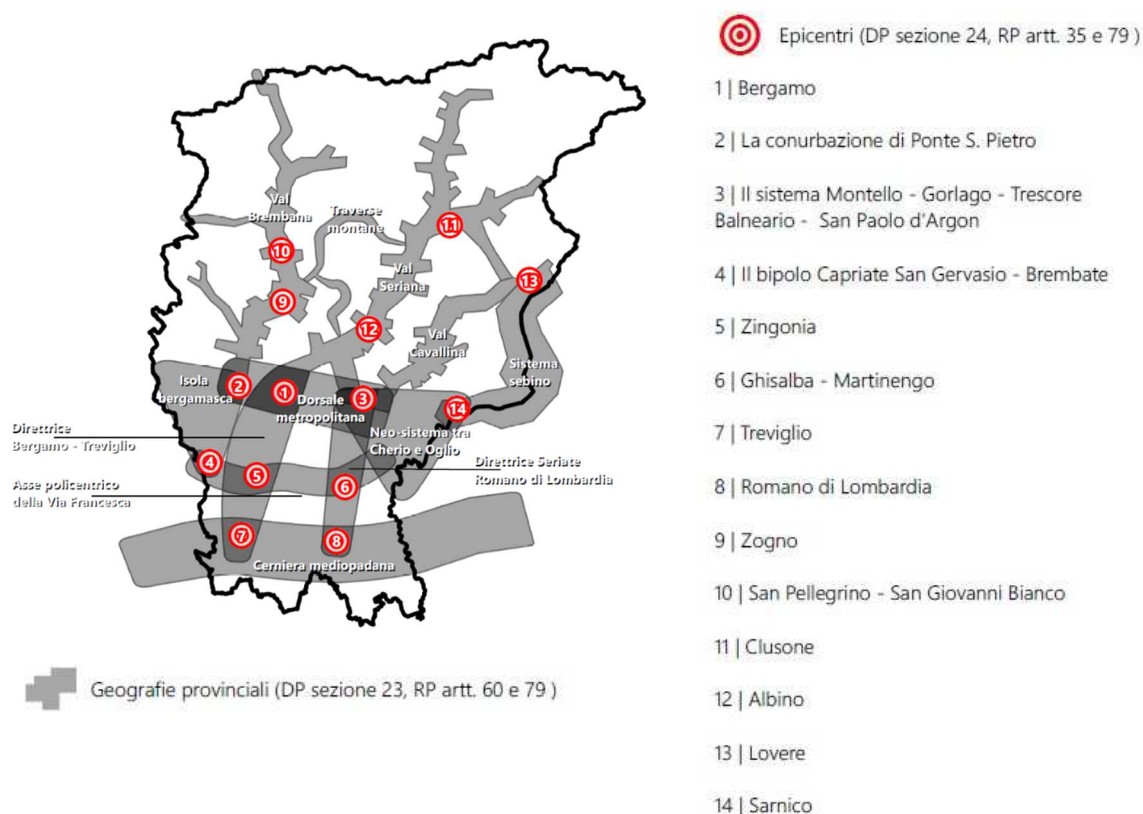 Val
Brembana
Traverse
montane
11
10
Val
Seriana
13
9
12
Val
Cavallina
Sistema
sebino
Isola
bergamasca
2
1
3
Dorsale
metropolitana
14
Direttrice
Bergamo - Treviglio
Neo-sistema tra
Cherio e Oglio
4
5
Direttrice Seriate
Romano di Lombardia
6
Asse policentrico
della Via Francesca
7
8
Cerniera mediopadana
Geografie provinciali (DP sezione 23, RP artt. 60 e 79 )
Epicentri (DP sezione 24, RP artt. 35 e 79 )
1 | Bergamo
2 | La conurbazione di Ponte S. Pietro
3 | Il sistema Montello - Gorlago - Trescore
Balneario - San Paolo d'Argon
4 | Il bipolo Capriate San Gervasio - Brembate
5 | Zingonia
6 | Ghisalba - Martinengo
7 | Treviglio
8 | Romano di Lombardia
9 | Zogno
10 | San Pellegrino - San Giovanni Bianco
11 | Clusone
12 | Albino
13 | Lovere
14 | Sarnico